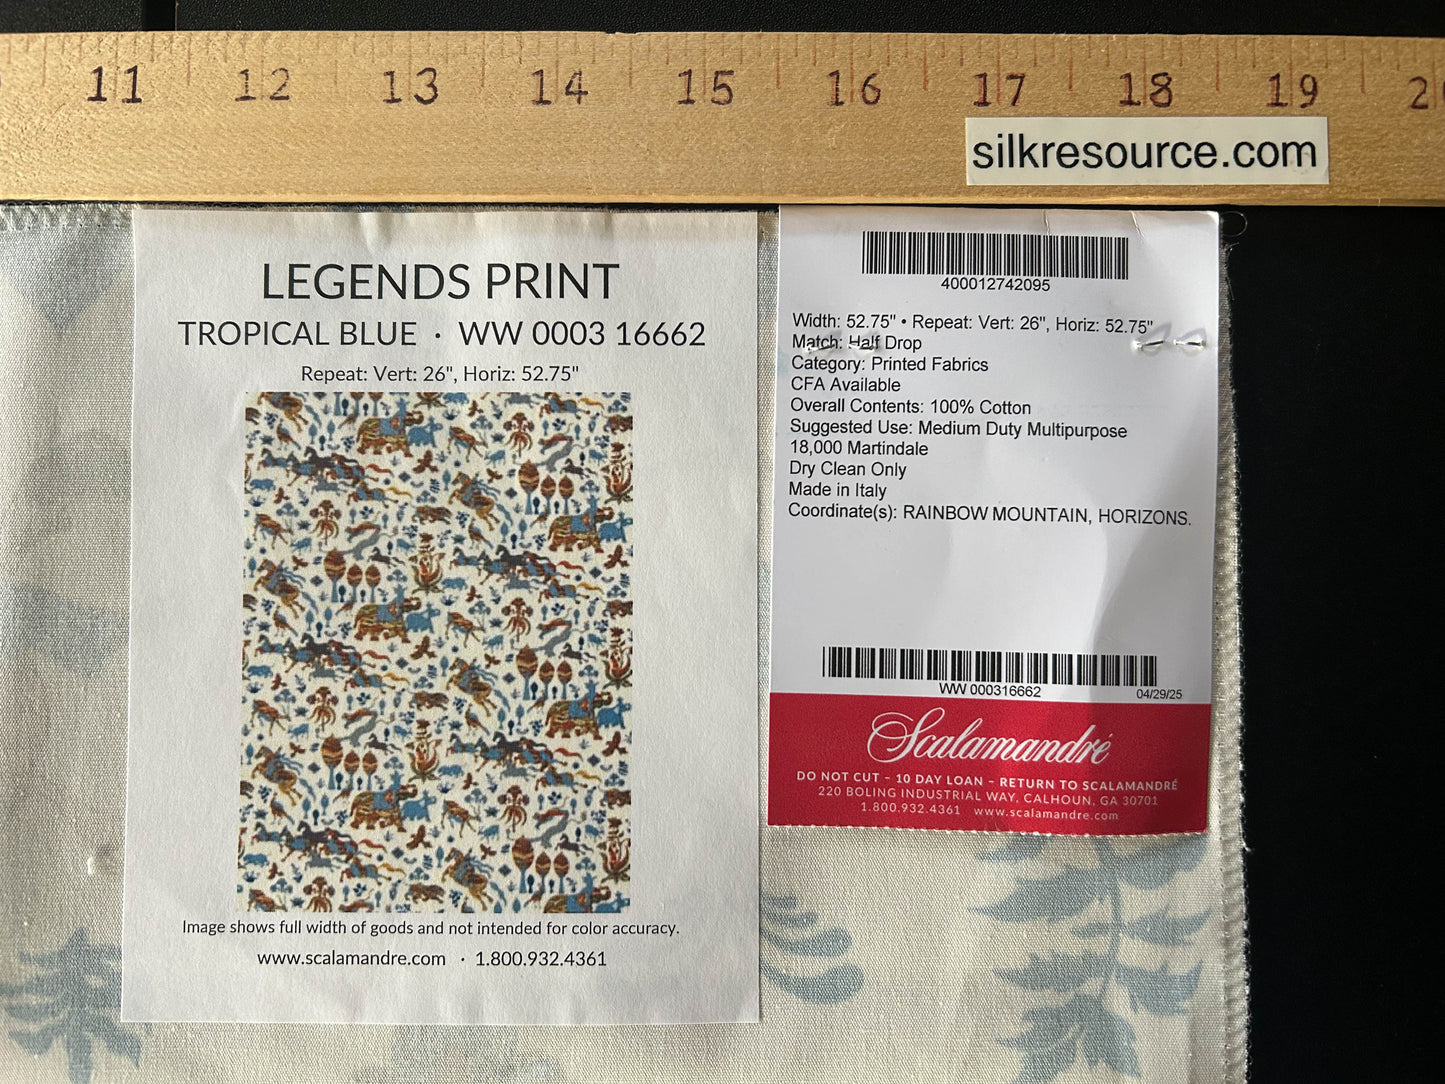 11 12 13 14 15 16 17 18 19
silkresource.com
LEGENDS PRINT
TROPICAL BLUE · WW 0003 16662
Repeat: Vert: 26", Horiz: 52.75"
Image shows full width of goods and not intended for color accuracy.
www.scalamandre.com · 1.800.932.4361
400012742095
Width: 52.75" • Repeat: Vert: 26", Horiz: 52.75"
Match: Half Drop
Category: Printed Fabrics
CFA Available
Overall Contents: 100% Cotton
Suggested Use: Medium Duty Multipurpose
18,000 Martindale
Dry Clean Only
Made in Italy
Coordinate(s): RAINBOW MOUNTAIN, HORIZONS.
WW 000316662 04/29/25
Scalamandré
DO NOT CUT – 10 DAY LOAN – RETURN TO SCALAMANDRÉ
220 BOLING INDUSTRIAL WAY, CALHOUN, GA 30701
1.800.932.4361 www.scalamandre.com